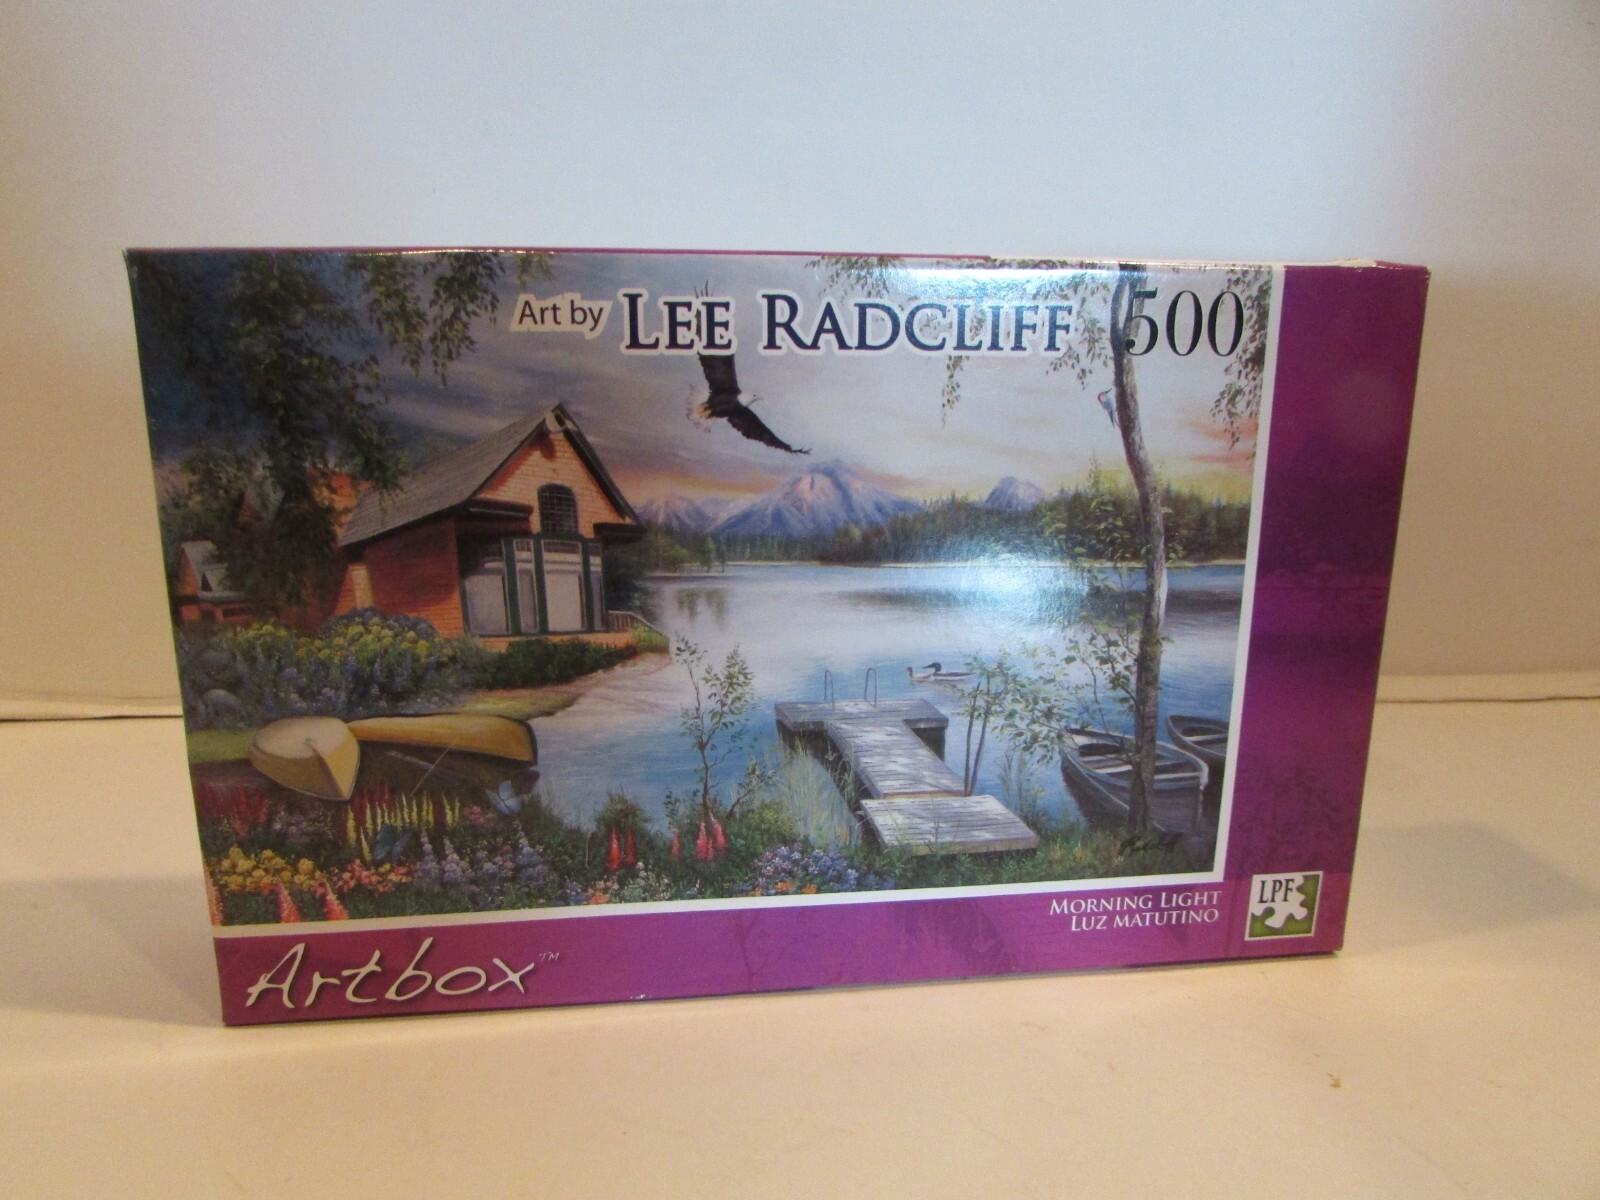 Art by LEE RADCLIFF 500
MORNING LIGHT
LUZ MATUTINO
LPF
Artbox™